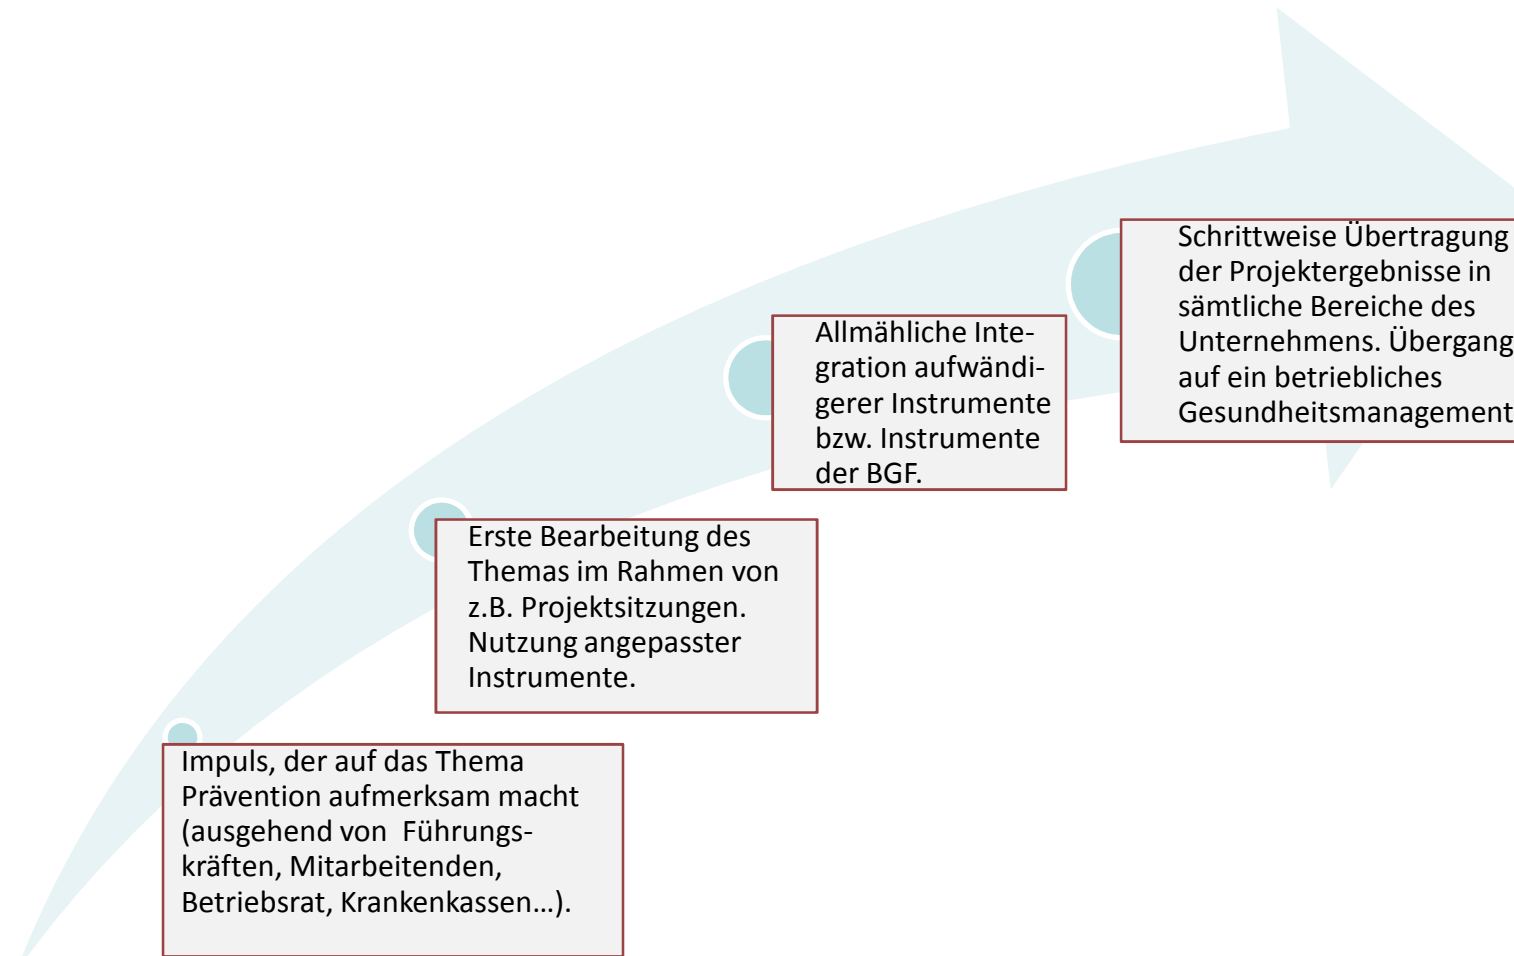 Schrittweise Übertragung
der Projektergebnisse in
sämtliche Bereiche des
Unternehmens. Übergang
auf ein betriebliches
Gesundheitsmanagement
Allmähliche Inte-
gration aufwändi-
gerer Instrumente
bzw. Instrumente
der BGF.
Erste Bearbeitung des
Themas im Rahmen von
z.B. Projektsitzungen.
Nutzung angepasster
Instrumente.
Impuls, der auf das Thema
Prävention aufmerksam macht
(ausgehend von  Führungs-
kräften, Mitarbeitenden,
Betriebsrat, Krankenkassen…).